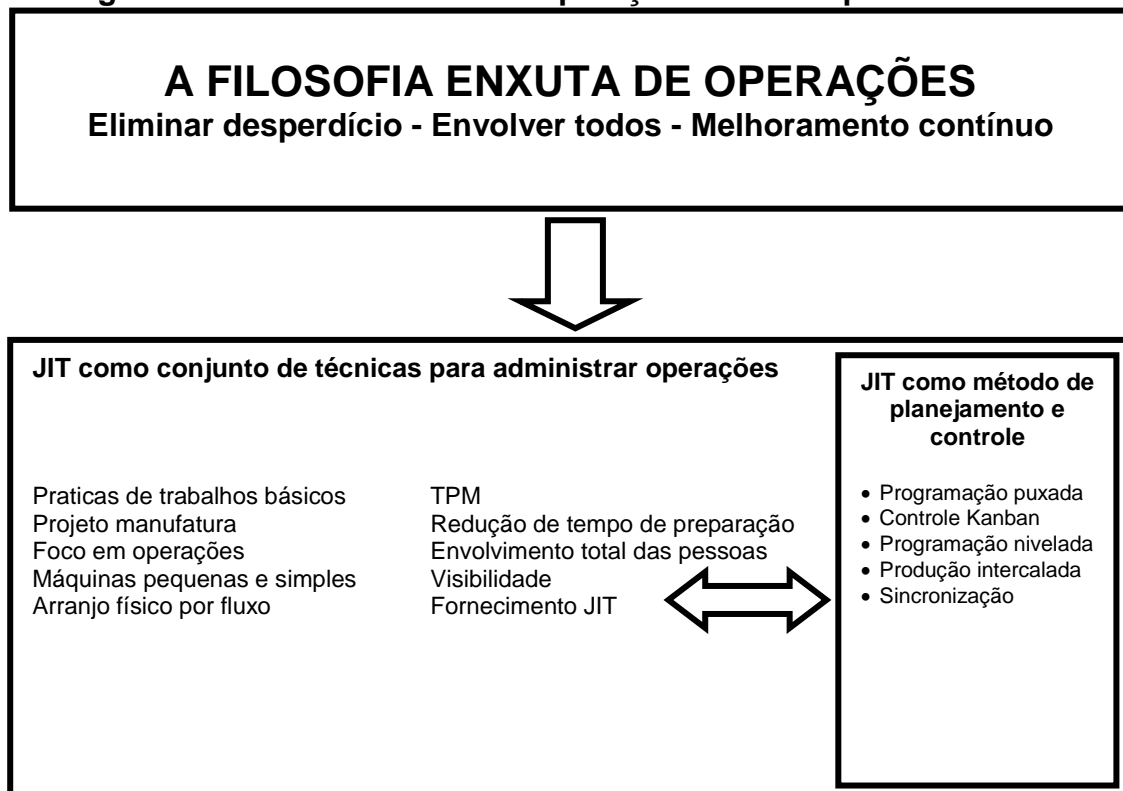 A FILOSOFIA ENXUTA DE OPERAÇÕES
Eliminar desperdício - Envolver todos - Melhoramento contínuo
JIT como conjunto de técnicas para administrar operações
Praticas de trabalhos básicos
Projeto manufatura
Foco em operações
Máquinas pequenas e simples
Arranjo físico por fluxo
TPM
Redução de tempo de preparação
Envolvimento total das pessoas
Visibilidade
Fornecimento JIT
JIT como método de
planejamento e
controle
• Programação puxada
• Controle Kanban
• Programação nivelada
• Produção intercalada
• Sincronização